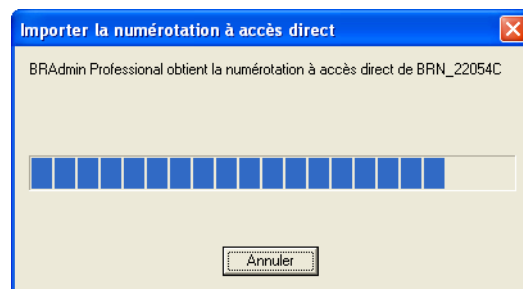 Importer la numérotation à accès direct
BRAdmin Professional obtient la numérotation à accès direct de BRN_22054C
Annuler